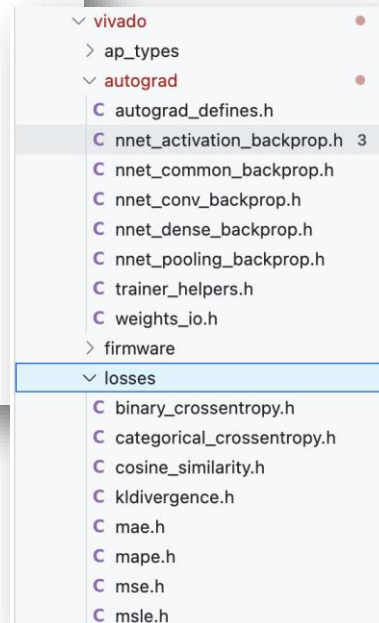 vivado
ap_types
autograd
C autograd_defines.h
C nnet_activation_backprop.h 3
C nnet_common_backprop.h
C nnet_conv_backprop.h
C nnet_dense_backprop.h
C nnet_pooling_backprop.h
C trainer_helpers.h
C weights_io.h
firmware
losses
C binary_crossentropy.h
C categorical_crossentropy.h
C cosine_similarity.h
C kldivergence.h
C mae.h
C mape.h
C mse.h
C msle.h